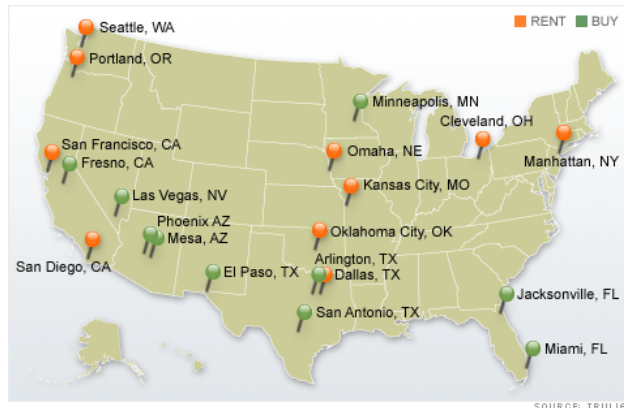 RENT
BUY
Seattle, WA
Portland, OR
Minneapolis, MN
Cleveland, OH
San Francisco, CA
Fresno, CA
Omaha, NE
Manhattan, NY
Kansas City, MO
Las Vegas, NV
Phoenix AZ
Mesa, AZ
Oklahoma City, OK
San Diego, CA
El Paso, TX
Arlington, TX
Dallas, TX
San Antonio, TX
Jacksonville, FL
Miami, FL